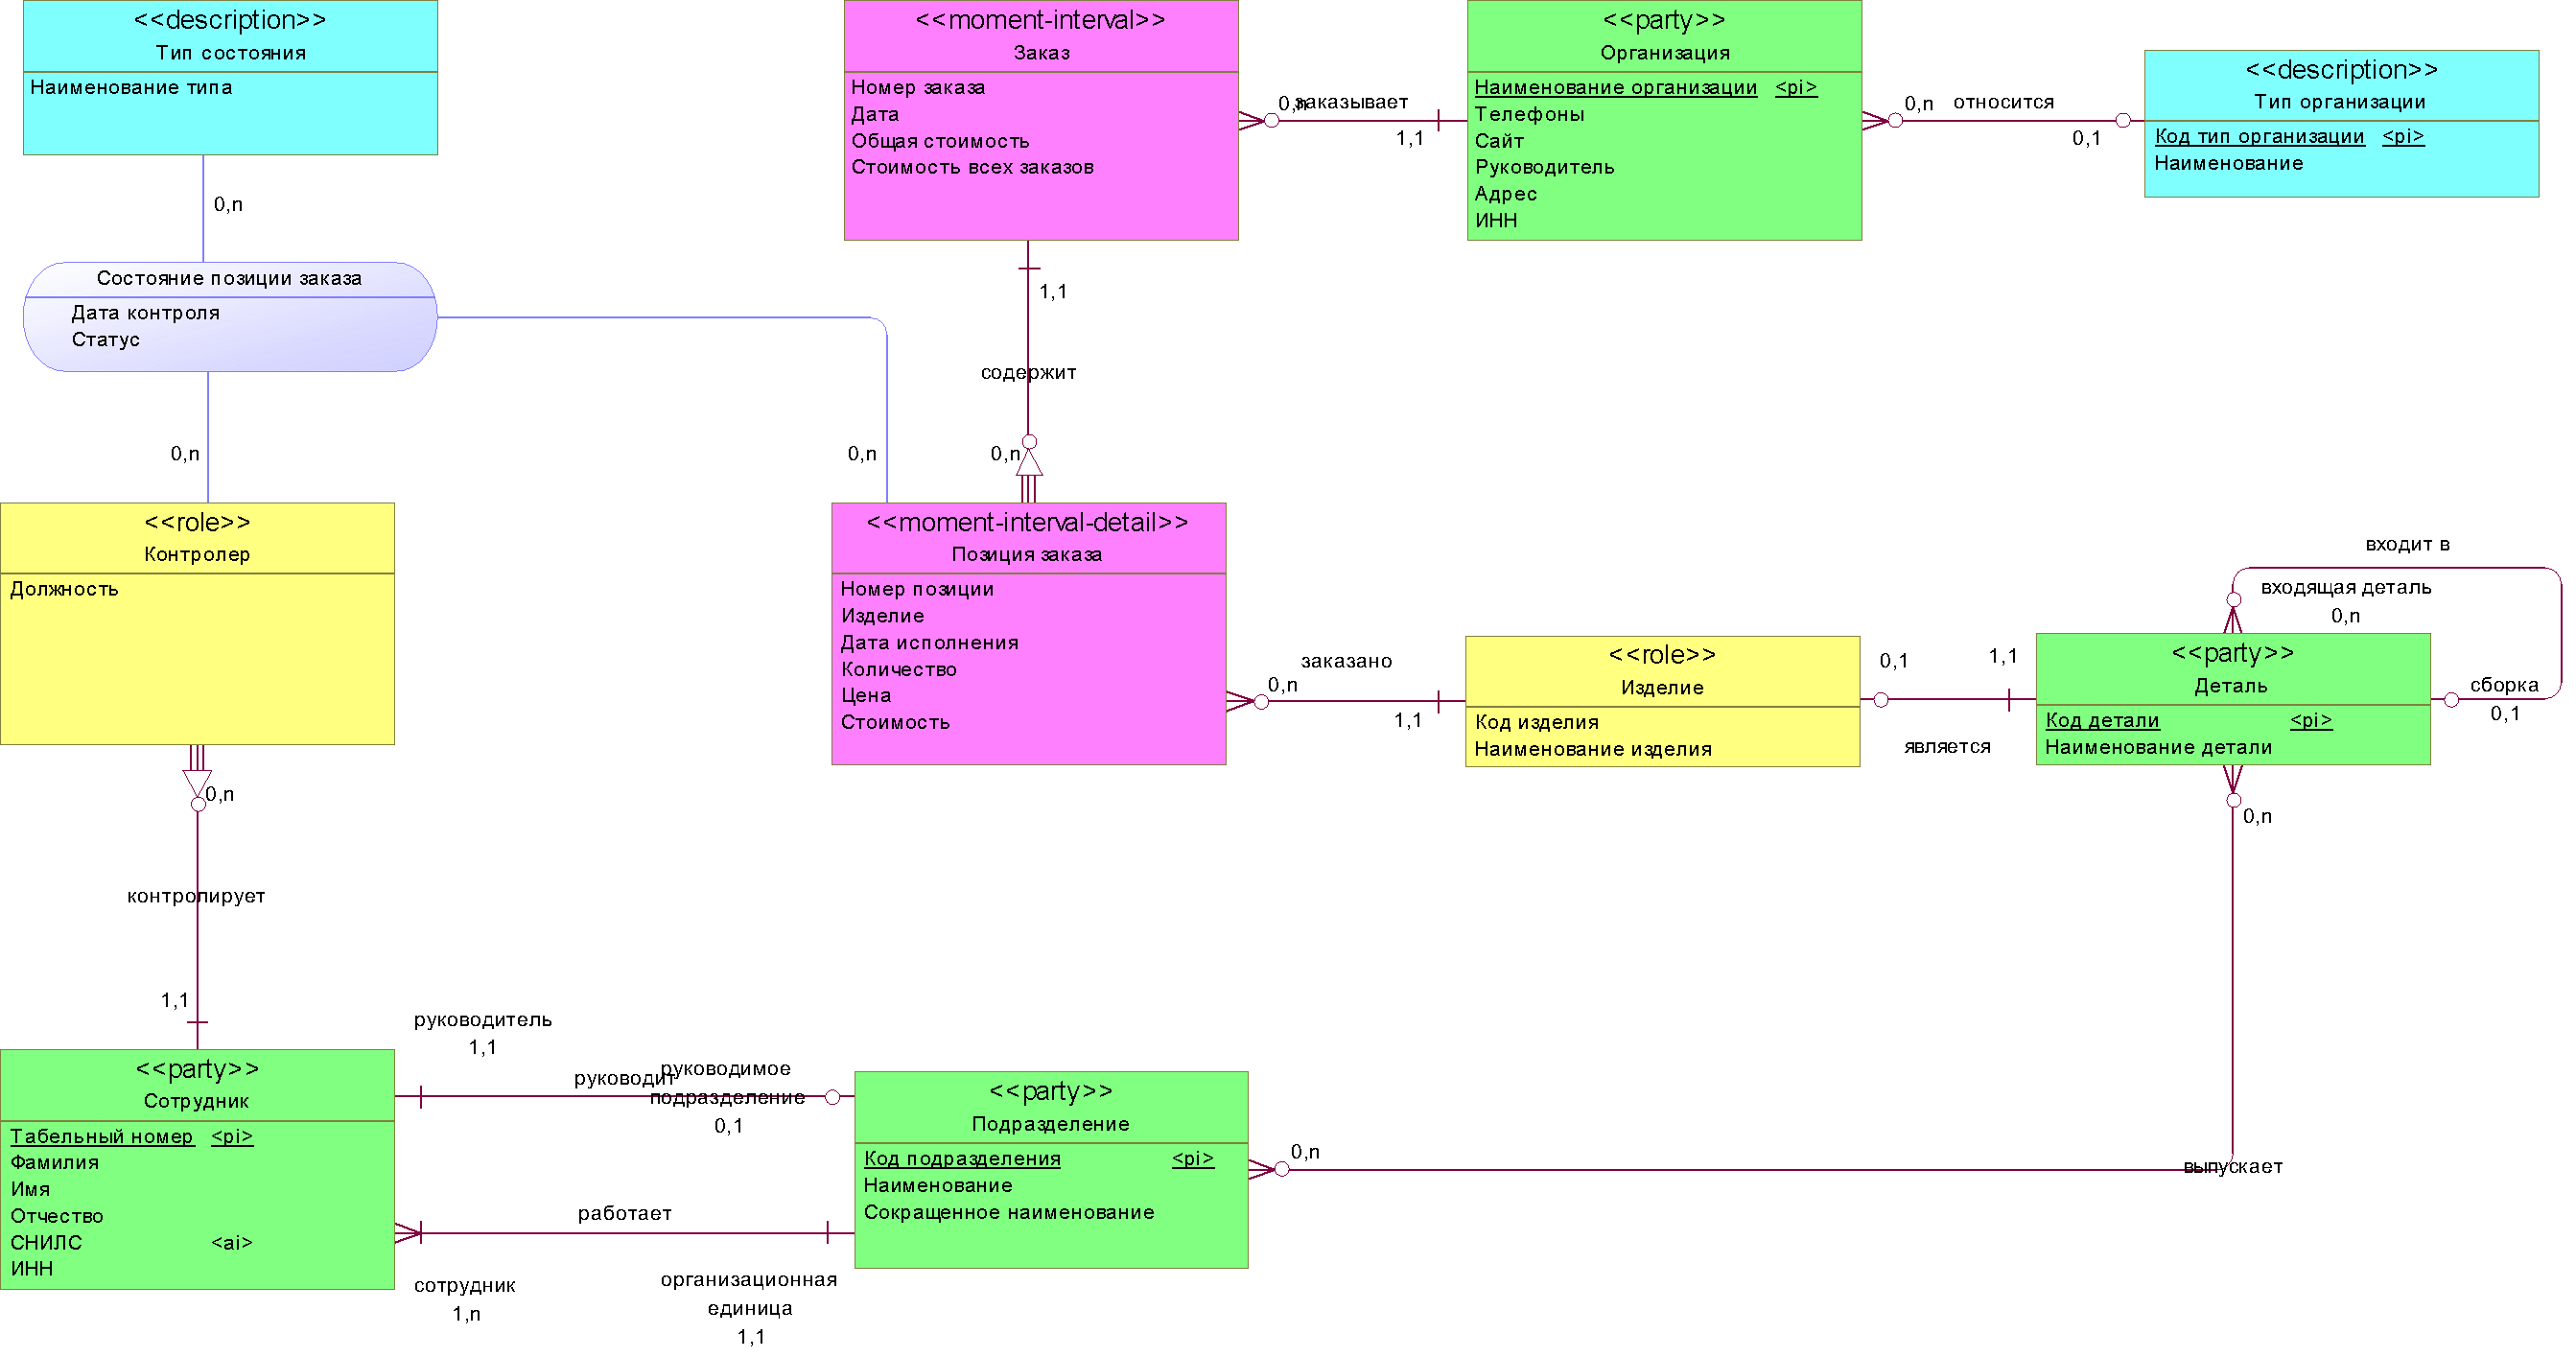 <<description>>
Тип состояния
Наименование типа
0,n
Состояние позиции заказа
Дата контроля
Статус
0,n
0,n
<<moment-interval>>
Заказ
Номер заказа
Дата
Общая стоимость
Стоимость всех заказов
0,n
заказывает
1,1
<<party>>
Организация
Наименование организации <pi>
Телефоны
Сайт
Руководитель
Адрес
ИНН
0,n
относится
0,1
<<description>>
Тип организации
Код тип организации <pi>
Наименование
1,1
содержит
0,n
<<role>>
Контролер
Должность
0,n
контролирует
1,1
<<moment-interval-detail>>
Позиция заказа
Номер позиции
Изделие
Дата исполнения
Количество
Цена
Стоимость
заказано
0,n
1,1
<<role>>
Изделие
Код изделия
Наименование изделия
0,1
1,1
является
входит в
входящая деталь
0,n
<<party>>
Деталь
Код детали <pi>
Наименование детали
сборка
0,1
0,n
выпускает
0,n
<<party>>
Сотрудник
Табельный номер <pi>
Фамилия
Имя
Отчество
СНИЛС <ai>
ИНН
руководитель
1,1
руководит
руководимое
подразделение
0,1
работает
сотрудник
1,n
организационная
единица
1,1
<<party>>
Подразделение
Код подразделения <pi>
Наименование
Сокращенное наименование